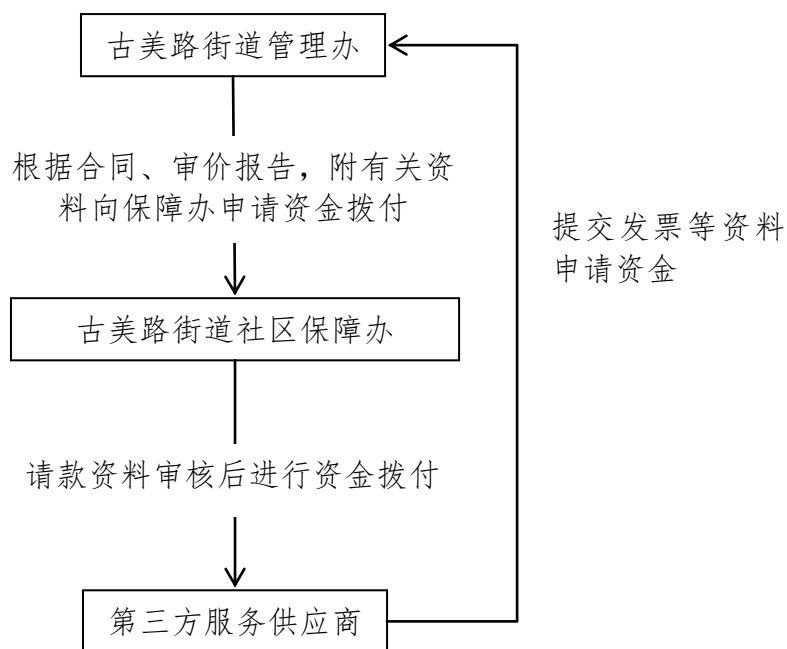 古美路街道管理办
根据合同、审价报告，附有关资
料向保障办申请资金拨付
提交发票等资料
申请资金
古美路街道社区保障办
请款资料审核后进行资金拨付
第三方服务供应商